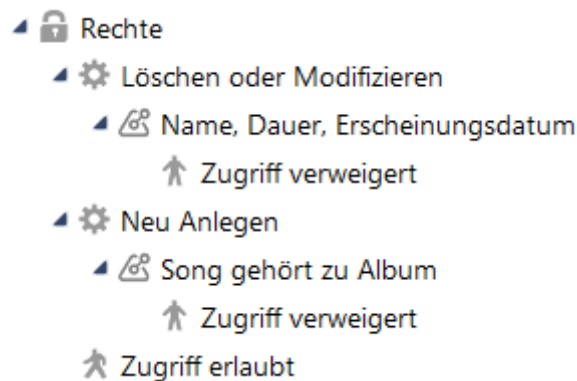 Rechte
Löschen oder Modifizieren
Name, Dauer, Erscheinungsdatum
Zugriff verweigert
Neu Anlegen
Song gehört zu Album
Zugriff verweigert
Zugriff erlaubt